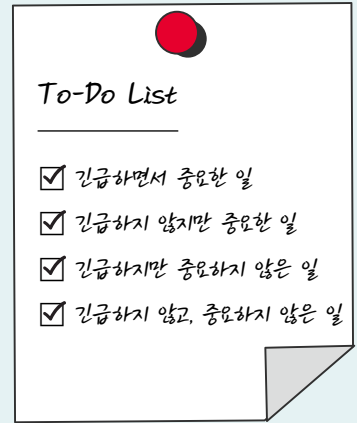 To-Do List
긴급하면서 중요한 일
긴급하지 않지만 중요한 일
긴급하지만 중요하지 않은 일
긴급하지 않고, 중요하지 않은 일